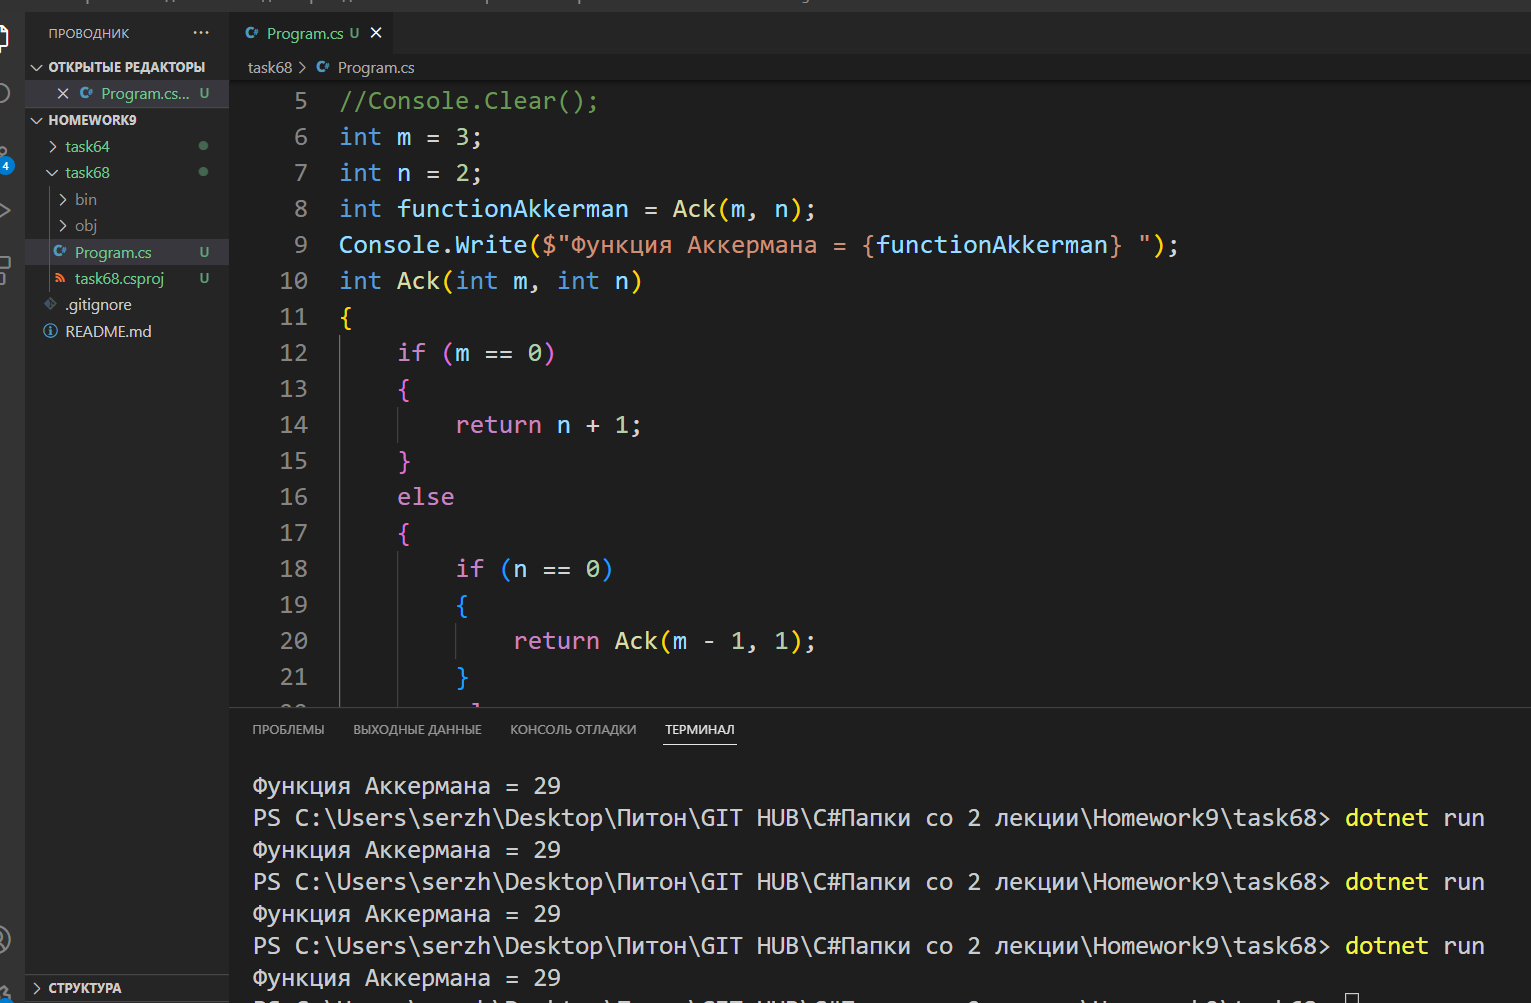 ПРОВОДНИК ...
ОТКРЫТЫЕ РЕДАКТОРЫ
Program.cs... U
HOMEWORK9
task64
task68
bin
obj
Program.cs U
task68.csproj U
.gitignore
README.md
СТРУКТУРА
4
Program.cs U
task68 > Program.cs
5 //Console.Clear();
6 int m = 3;
7 int n = 2;
8 int functionAkkerman = Ack(m, n);
9 Console.Write($"Функция Аккермана = {functionAkkerman} ");
10 int Ack(int m, int n)
11 {
12 if (m == 0)
13 {
14 return n + 1;
15 }
16 else
17 {
18 if (n == 0)
19 {
20 return Ack(m - 1, 1);
21 }
ПРОБЛЕМЫ ВЫХОДНЫЕ ДАННЫЕ КОНСОЛЬ ОТЛАДКИ ТЕРМИНАЛ
Функция Аккермана = 29
PS C:\Users\serzh\Desktop\Питон\GIT HUB\C#Папки со 2 лекции\Homework9\task68> dotnet run
Функция Аккермана = 29
PS C:\Users\serzh\Desktop\Питон\GIT HUB\C#Папки со 2 лекции\Homework9\task68> dotnet run
Функция Аккермана = 29
PS C:\Users\serzh\Desktop\Питон\GIT HUB\C#Папки со 2 лекции\Homework9\task68> dotnet run
Функция Аккермана = 29